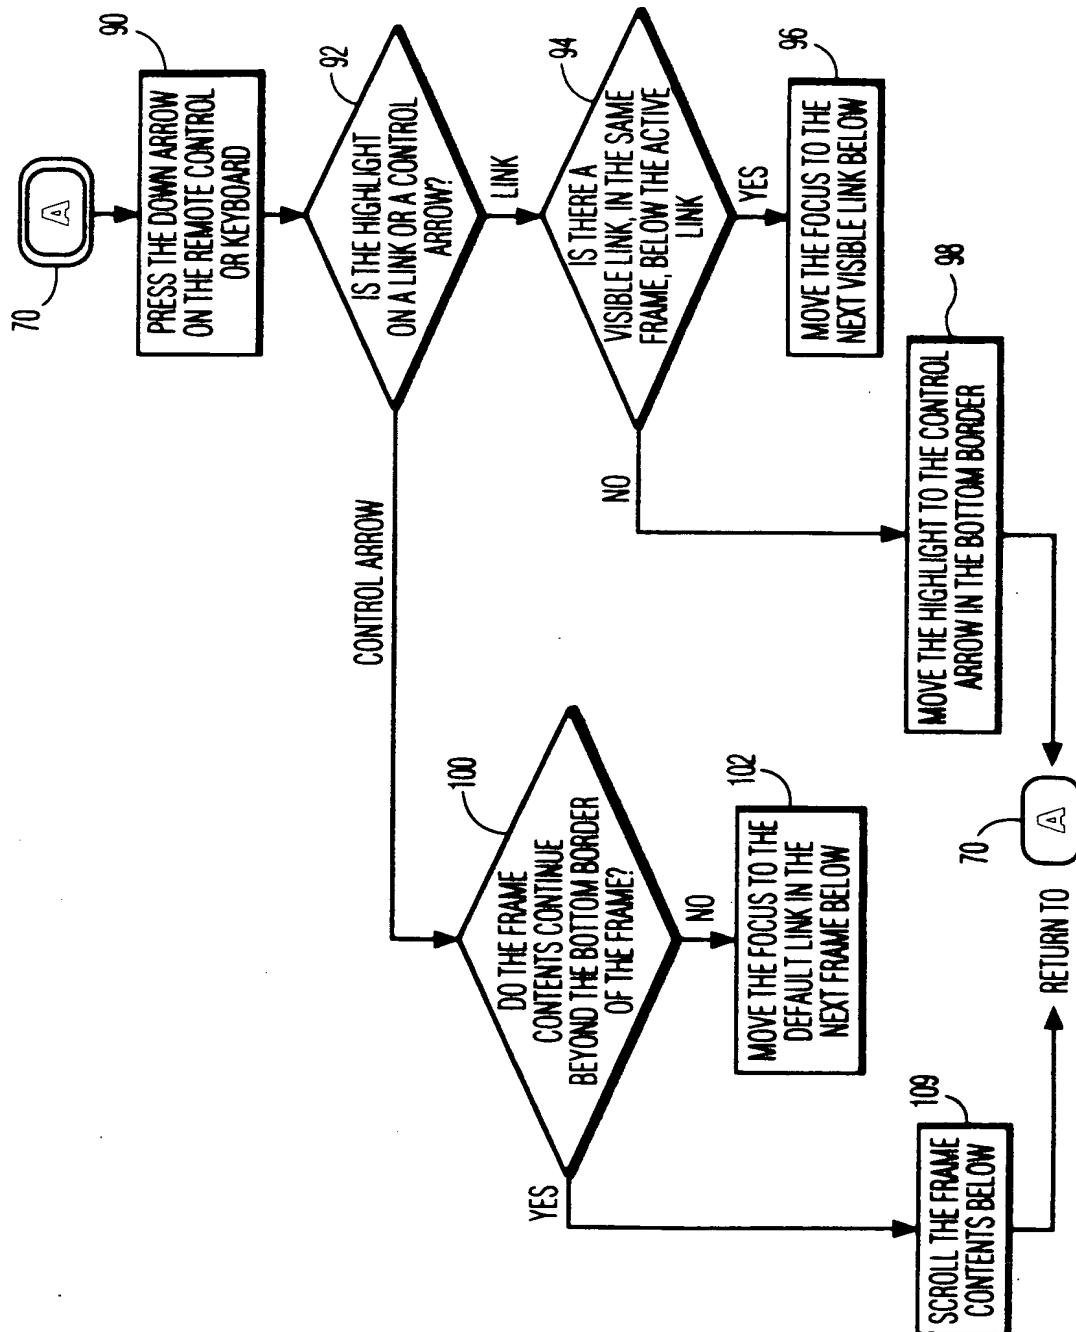 70
A
90
PRESS THE DOWN ARROW
ON THE REMOTE CONTROL
OR KEYBOARD
92
IS THE HIGHLIGHT
ON A LINK OR A CONTROL
ARROW?
LINK
CONTROL ARROW
94
IS THERE A
VISIBLE LINK, IN THE SAME
FRAME, BELOW THE ACTIVE
LINK
YES
NO
96
MOVE THE FOCUS TO THE
NEXT VISIBLE LINK BELOW
98
MOVE THE HIGHLIGHT TO THE CONTROL
ARROW IN THE BOTTOM BORDER
100
DO THE FRAME
CONTENTS CONTINUE
BEYOND THE BOTTOM BORDER
OF THE FRAME?
NO
YES
102
MOVE THE FOCUS TO THE
DEFAULT LINK IN THE
NEXT FRAME BELOW
109
SCROLL THE FRAME
CONTENTS BELOW
RETURN TO
70
A